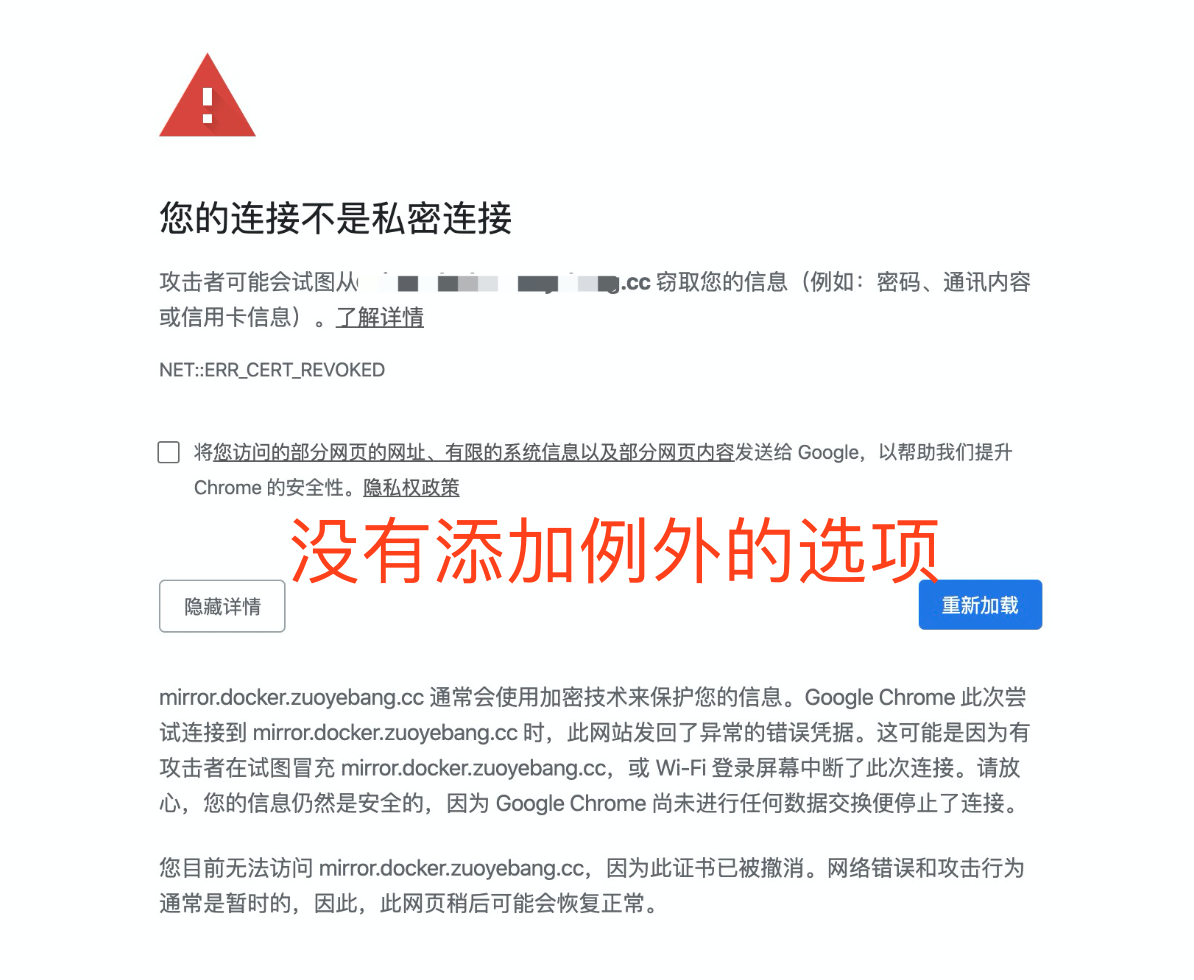 您的连接不是私密连接
攻击者可能会试图从 .cc 窃取您的信息（例如：密码、通讯内容
或信用卡信息）。了解详情
NET::ERR_CERT_REVOKED
将您访问的部分网页的网址、有限的系统信息以及部分网页内容发送给 Google，以帮助我们提升
Chrome 的安全性。隐私权政策
没有添加例外的选项
隐藏详情
重新加载
mirror.docker.zuoyebang.cc 通常会使用加密技术来保护您的信息。Google Chrome 此次尝
试连接到 mirror.docker.zuoyebang.cc 时，此网站发回了异常的错误凭据。这可能是因为有
攻击者在试图冒充 mirror.docker.zuoyebang.cc，或 Wi-Fi 登录屏幕中断了此次连接。请放
心，您的信息仍然是安全的，因为 Google Chrome 尚未进行任何数据交换便停止了连接。
您目前无法访问 mirror.docker.zuoyebang.cc，因为此证书已被撤消。网络错误和攻击行为
通常是暂时的，因此，此网页稍后可能会恢复正常。